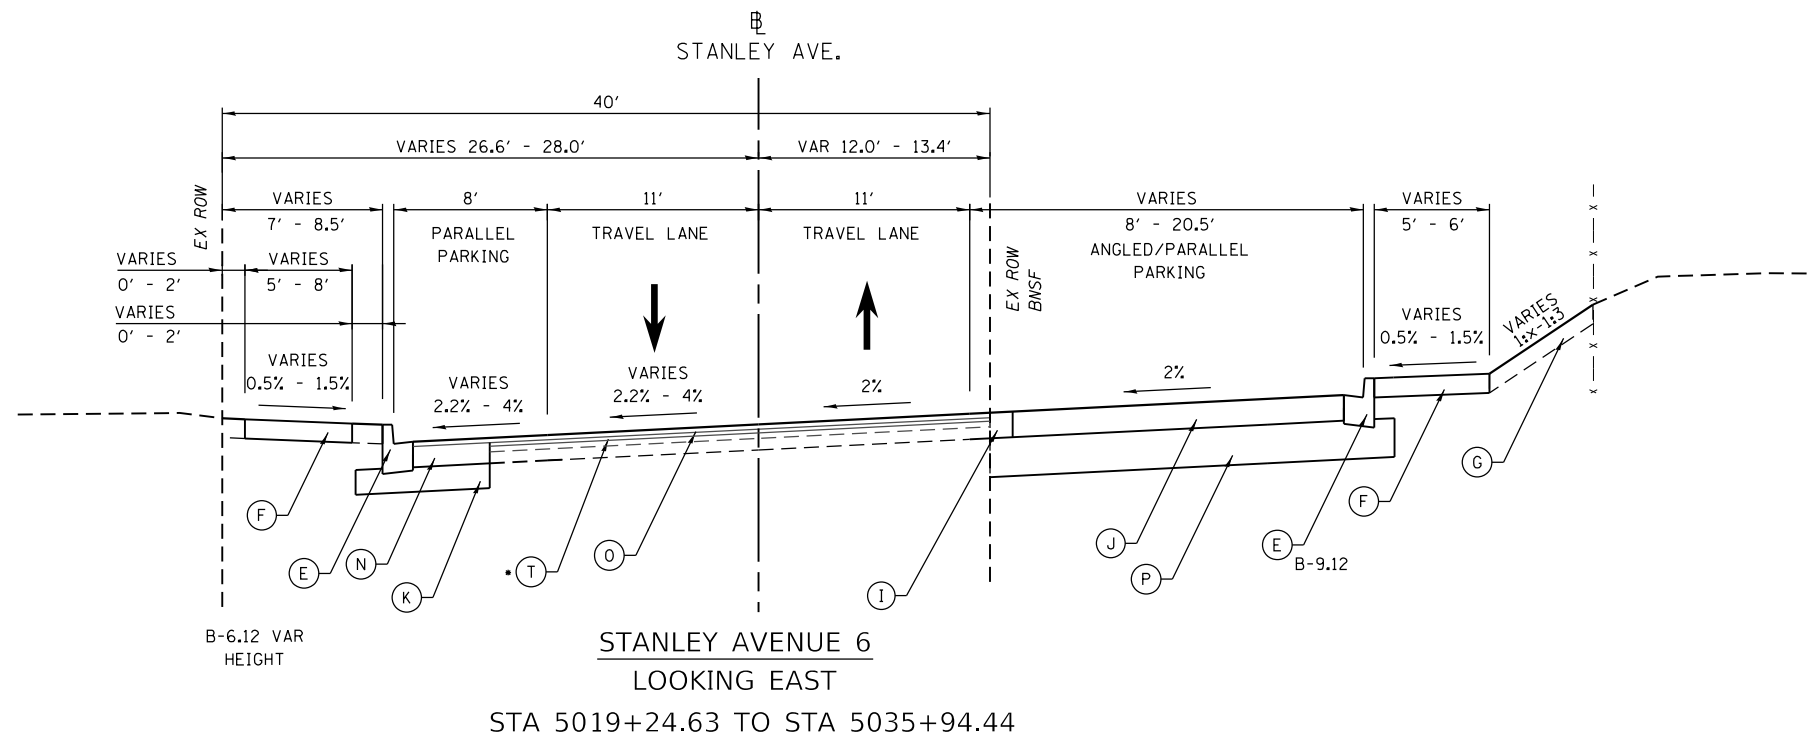 BL
STANLEY AVE.
40'
VARIES 26.6' - 28.0'
VAR 12.0' - 13.4'
EX ROW
VARIES
7' - 8.5'
8'
PARALLEL
PARKING
11'
TRAVEL LANE
11'
TRAVEL LANE
EX ROW
BNSF
VARIES
8' - 20.5'
ANGLED/PARALLEL
PARKING
VARIES
5' - 6'
VARIES
0' - 2'
VARIES
5' - 8'
VARIES
0' - 2'
VARIES
0.5% - 1.5%
VARIES
2.2% - 4%
VARIES
2.2% - 4%
2%
2%
VARIES
0.5% - 1.5%
VARIES
1:X-1:3
F
E
N
K
* T
O
I
J
P
E
B-9.12
F
G
B-6.12 VAR
HEIGHT
STANLEY AVENUE 6
LOOKING EAST
STA 5019+24.63 TO STA 5035+94.44